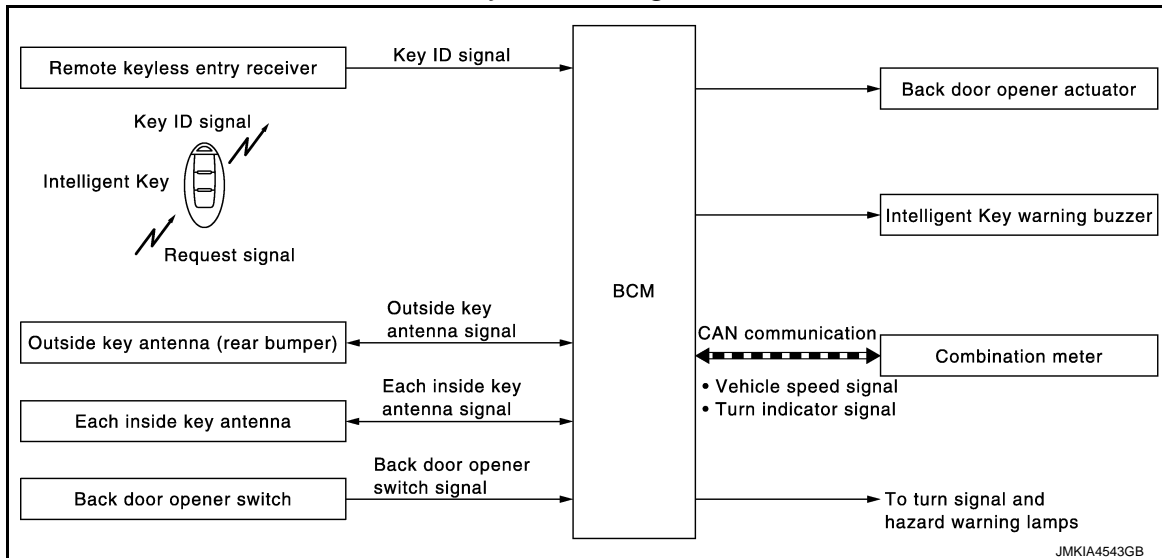 Remote keyless entry receiver
Key ID signal
Key ID signal
Intelligent Key
Request signal
Outside key antenna (rear bumper)
Outside key
antenna signal
Each inside key antenna
Each inside key
antenna signal
Back door opener switch
Back door opener
switch signal
BCM
Back door opener actuator
Intelligent Key warning buzzer
CAN communication
Combination meter
• Vehicle speed signal
• Turn indicator signal
To turn signal and
hazard warning lamps
JMKIA4543GB